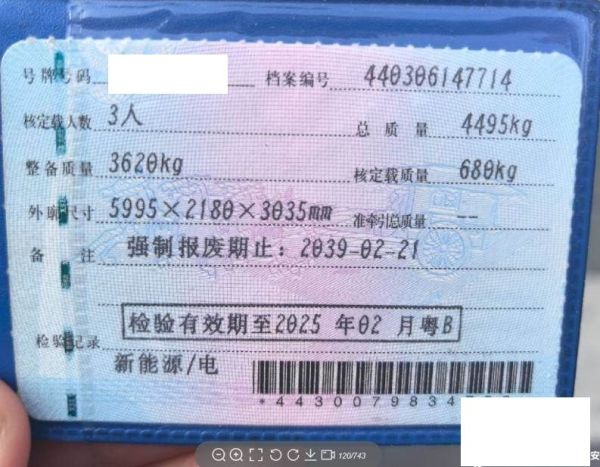 号牌号码 档案编号 440306147714
核定载人数 3人 总质量 4495kg
整备质量 3620kg 核定载质量 680kg
外廓尺寸 5995×2180×3035mm 准牵引总质量 --
备注 强制报废期止：2039-02-21
检验有效期至2025 年02 月粤B
检验记录
新能源/电
*4430079834
120/743
安